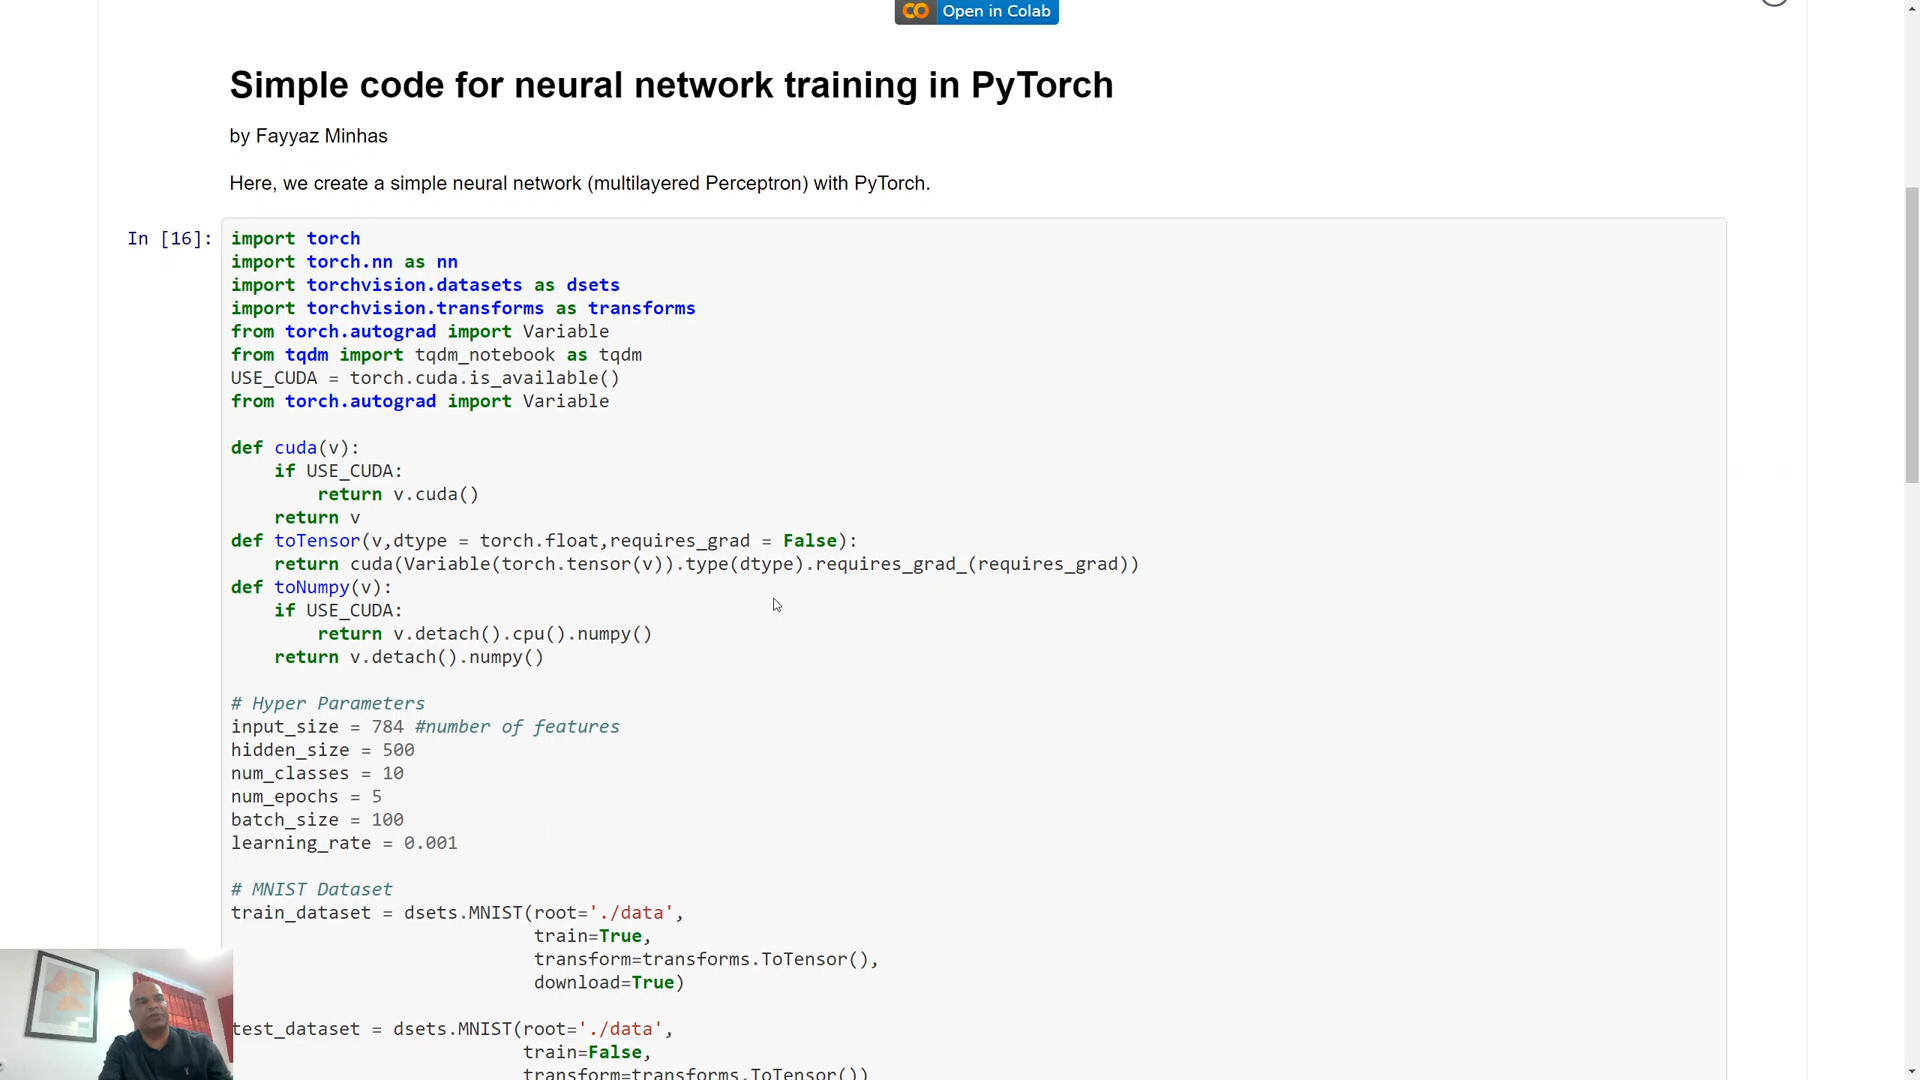 Open in Colab
Simple code for neural network training in PyTorch
by Fayyaz Minhas
Here, we create a simple neural network (multilayered Perceptron) with PyTorch.
In [16]:
import torch
import torch.nn as nn
import torchvision.datasets as dsets
import torchvision.transforms as transforms
from torch.autograd import Variable
from tqdm import tqdm_notebook as tqdm
USE_CUDA = torch.cuda.is_available()
from torch.autograd import Variable
def cuda(v):
    if USE_CUDA:
        return v.cuda()
    return v
def toTensor(v,dtype = torch.float,requires_grad = False):
    return cuda(Variable(torch.tensor(v)).type(dtype).requires_grad_(requires_grad))
def toNumpy(v):
    if USE_CUDA:
        return v.detach().cpu().numpy()
    return v.detach().numpy()
# Hyper Parameters
input_size = 784 #number of features
hidden_size = 500
num_classes = 10
num_epochs = 5
batch_size = 100
learning_rate = 0.001
# MNIST Dataset
train_dataset = dsets.MNIST(root='./data',
                            train=True,
                            transform=transforms.ToTensor(),
                            download=True)
test_dataset = dsets.MNIST(root='./data',
                           train=False,
                           transform=transforms.ToTensor())